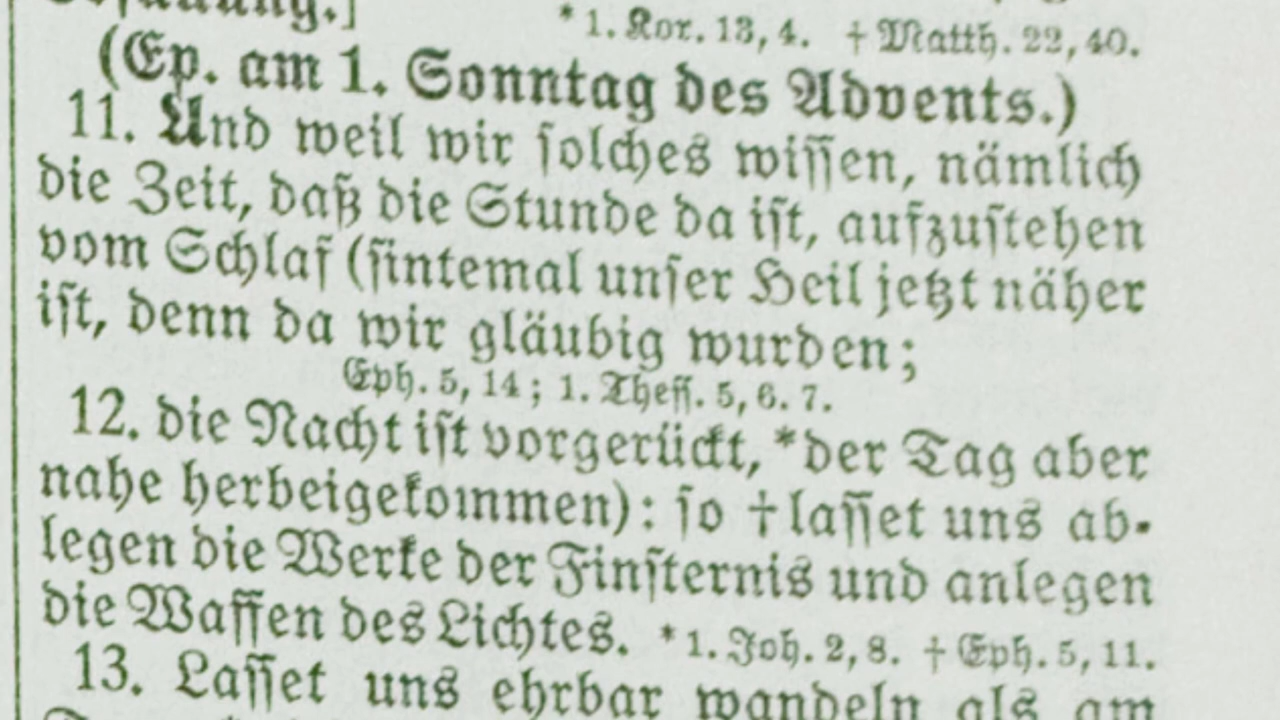 * 1. Kor. 13, 4. † Matth. 22, 40.
(Ep. am 1. Sonntag des Advents.)
11. Und weil wir ſolches wiſſen, nämlich
die Zeit, daß die Stunde da iſt, aufzuſtehen
vom Schlaf (ſintemal unſer Heil jetzt näher
iſt, denn da wir gläubig wurden;
Eph. 5, 14; 1. Theſſ. 5, 6. 7.
12. die Nacht iſt vorgerückt, *der Tag aber
nahe herbeigekommen): ſo †laſſet uns ab-
legen die Werke der Finſternis und anlegen
die Waffen des Lichtes. * 1. Joh. 2, 8. † Eph. 5, 11.
13. Laſſet uns ehrbar wandeln als am